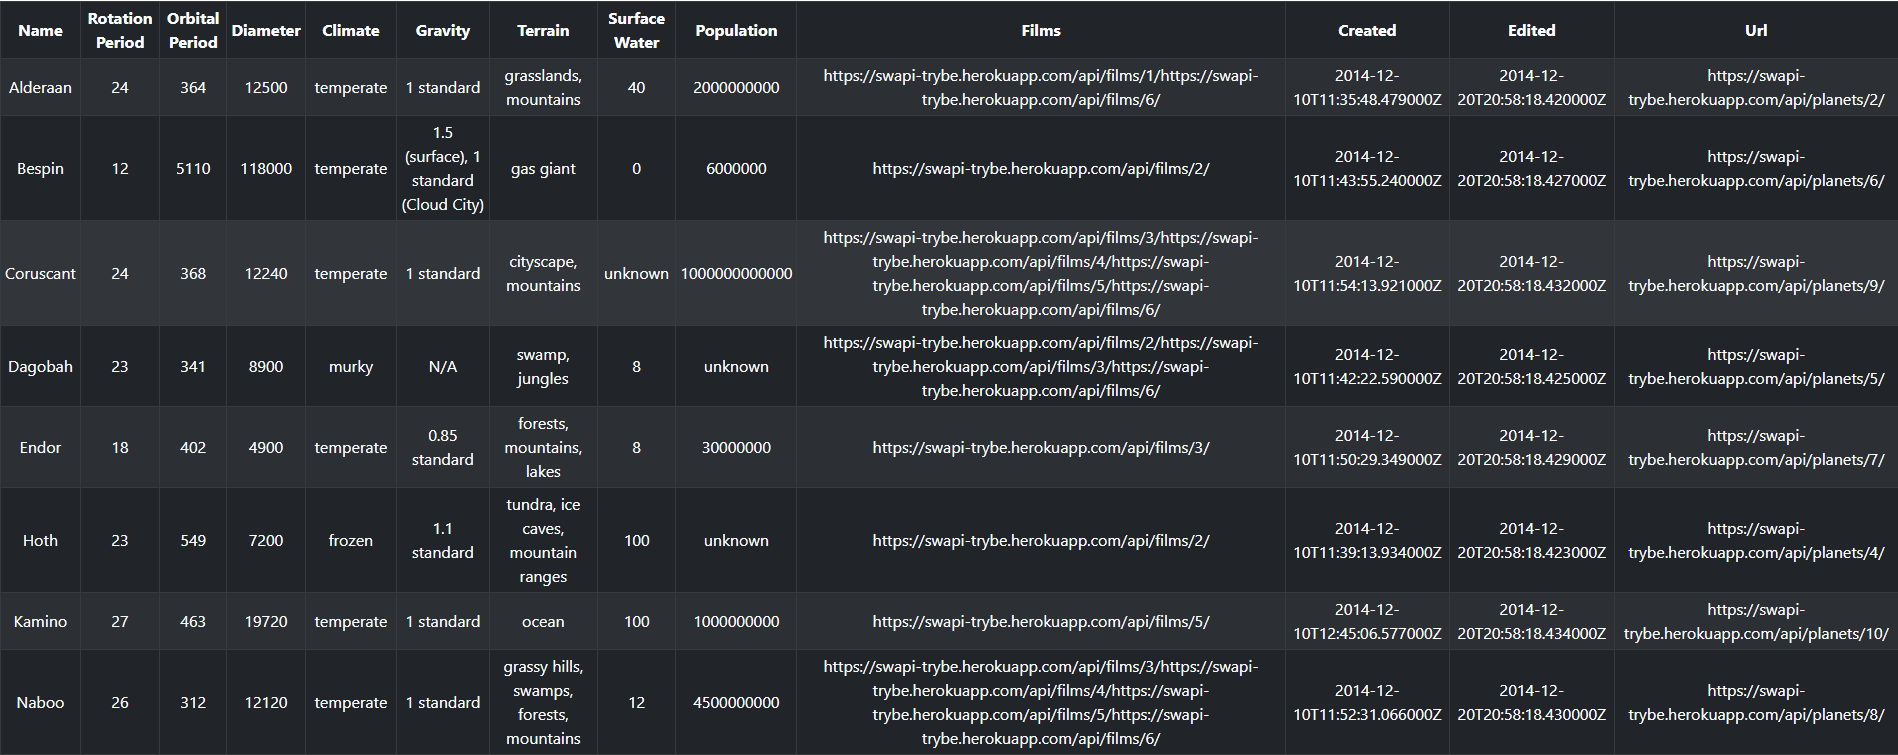 Name Rotation Period Orbital Period Diameter Climate Gravity Terrain Surface Water Population Films Created Edited Url
Alderaan 24 364 12500 temperate 1 standard grasslands, mountains 40 2000000000 https://swapi-trybe.herokuapp.com/api/films/1/https://swapi-trybe.herokuapp.com/api/films/6/ 2014-12-10T11:35:48.479000Z 2014-12-20T20:58:18.420000Z https://swapi-trybe.herokuapp.com/api/planets/2/
Bespin 12 5110 118000 temperate 1.5 (surface), 1 standard (Cloud City) gas giant 0 6000000 https://swapi-trybe.herokuapp.com/api/films/2/ 2014-12-10T11:43:55.240000Z 2014-12-20T20:58:18.427000Z https://swapi-trybe.herokuapp.com/api/planets/6/
Coruscant 24 368 12240 temperate 1 standard cityscape, mountains unknown 1000000000000 https://swapi-trybe.herokuapp.com/api/films/3/https://swapi-trybe.herokuapp.com/api/films/4/https://swapi-trybe.herokuapp.com/api/films/5/https://swapi-trybe.herokuapp.com/api/films/6/ 2014-12-10T11:54:13.921000Z 2014-12-20T20:58:18.432000Z https://swapi-trybe.herokuapp.com/api/planets/9/
Dagobah 23 341 8900 murky N/A swamp, jungles 8 unknown https://swapi-trybe.herokuapp.com/api/films/2/https://swapi-trybe.herokuapp.com/api/films/3/https://swapi-trybe.herokuapp.com/api/films/6/ 2014-12-10T11:42:22.590000Z 2014-12-20T20:58:18.425000Z https://swapi-trybe.herokuapp.com/api/planets/5/
Endor 18 402 4900 temperate 0.85 standard forests, mountains, lakes 8 30000000 https://swapi-trybe.herokuapp.com/api/films/3/ 2014-12-10T11:50:29.349000Z 2014-12-20T20:58:18.429000Z https://swapi-trybe.herokuapp.com/api/planets/7/
Hoth 23 549 7200 frozen 1.1 standard tundra, ice caves, mountain ranges 100 unknown https://swapi-trybe.herokuapp.com/api/films/2/ 2014-12-10T11:39:13.934000Z 2014-12-20T20:58:18.423000Z https://swapi-trybe.herokuapp.com/api/planets/4/
Kamino 27 463 19720 temperate 1 standard ocean 100 1000000000 https://swapi-trybe.herokuapp.com/api/films/5/ 2014-12-10T12:45:06.577000Z 2014-12-20T20:58:18.434000Z https://swapi-trybe.herokuapp.com/api/planets/10/
Naboo 26 312 12120 temperate 1 standard grassy hills, swamps, forests, mountains 12 4500000000 https://swapi-trybe.herokuapp.com/api/films/3/https://swapi-trybe.herokuapp.com/api/films/4/https://swapi-trybe.herokuapp.com/api/films/5/https://swapi-trybe.herokuapp.com/api/films/6/ 2014-12-10T11:52:31.066000Z 2014-12-20T20:58:18.430000Z https://swapi-trybe.herokuapp.com/api/planets/8/